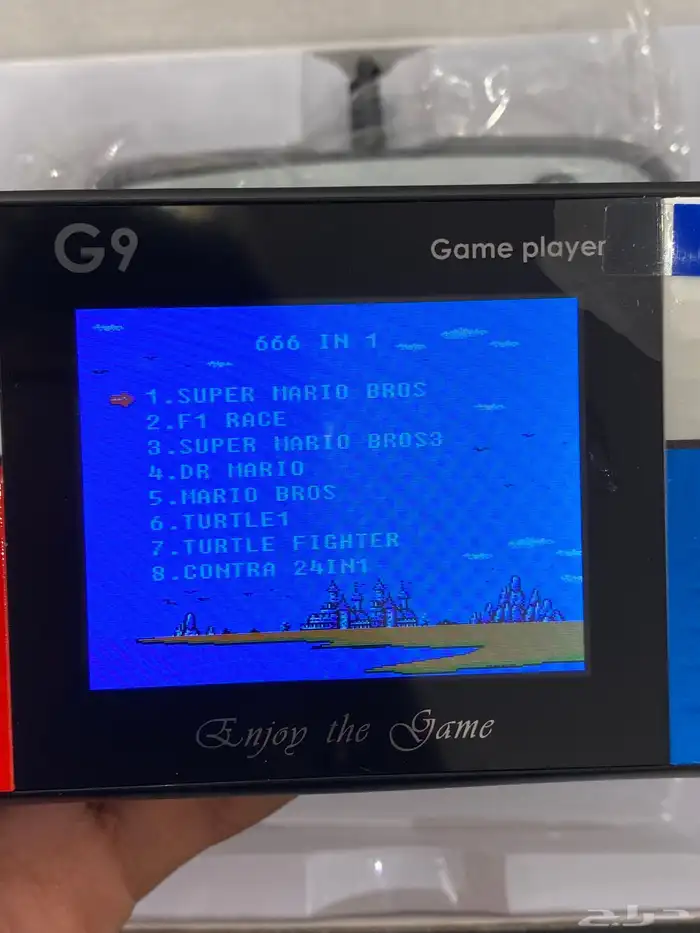 G9
Game player
666 IN 1
1.SUPER MARIO BROS
2.F1 RACE
3.SUPER MARIO BROS3
4.DR MARIO
5.MARIO BROS
6.TURTLE1
7.TURTLE FIGHTER
8.CONTRA 24IN1
Enjoy the Game
حراج